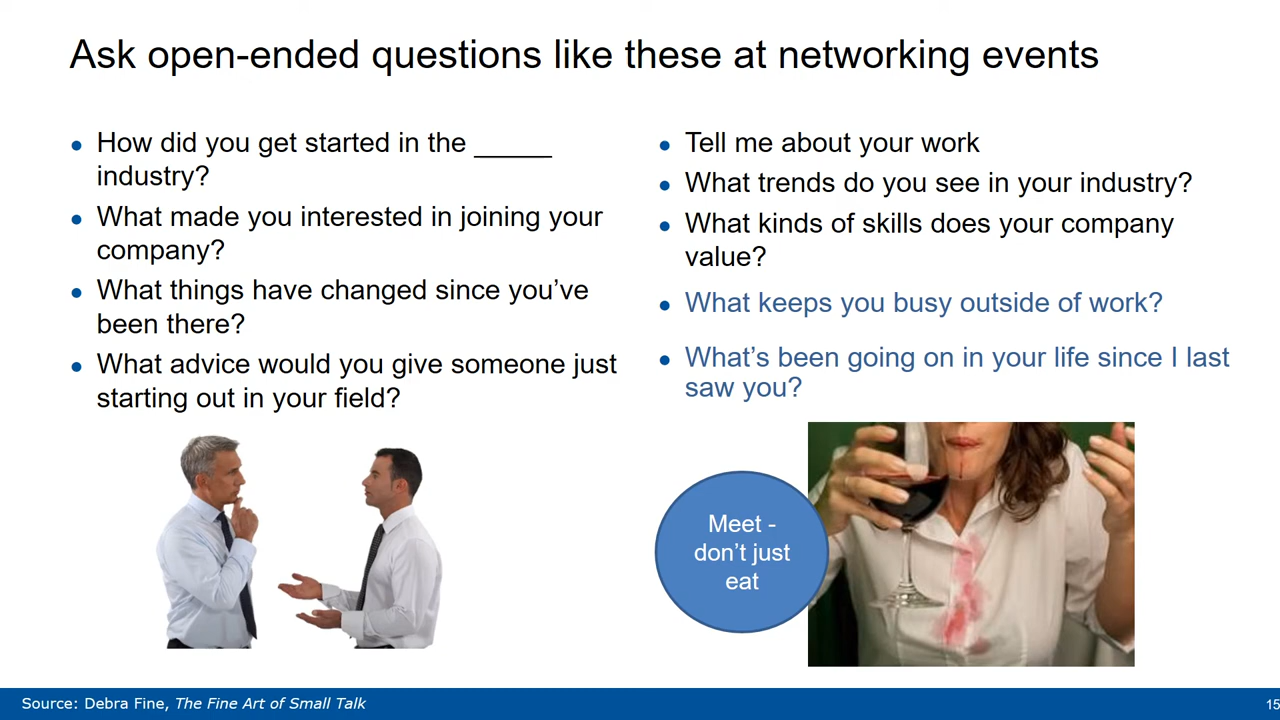 Ask open-ended questions like these at networking events
• How did you get started in the _____
industry?
• What made you interested in joining your
company?
• What things have changed since you’ve
been there?
• What advice would you give someone just
starting out in your field?
• Tell me about your work
• What trends do you see in your industry?
• What kinds of skills does your company
value?
• What keeps you busy outside of work?
• What’s been going on in your life since I last
saw you?
Meet -
don’t just
eat
Source: Debra Fine, The Fine Art of Small Talk
15